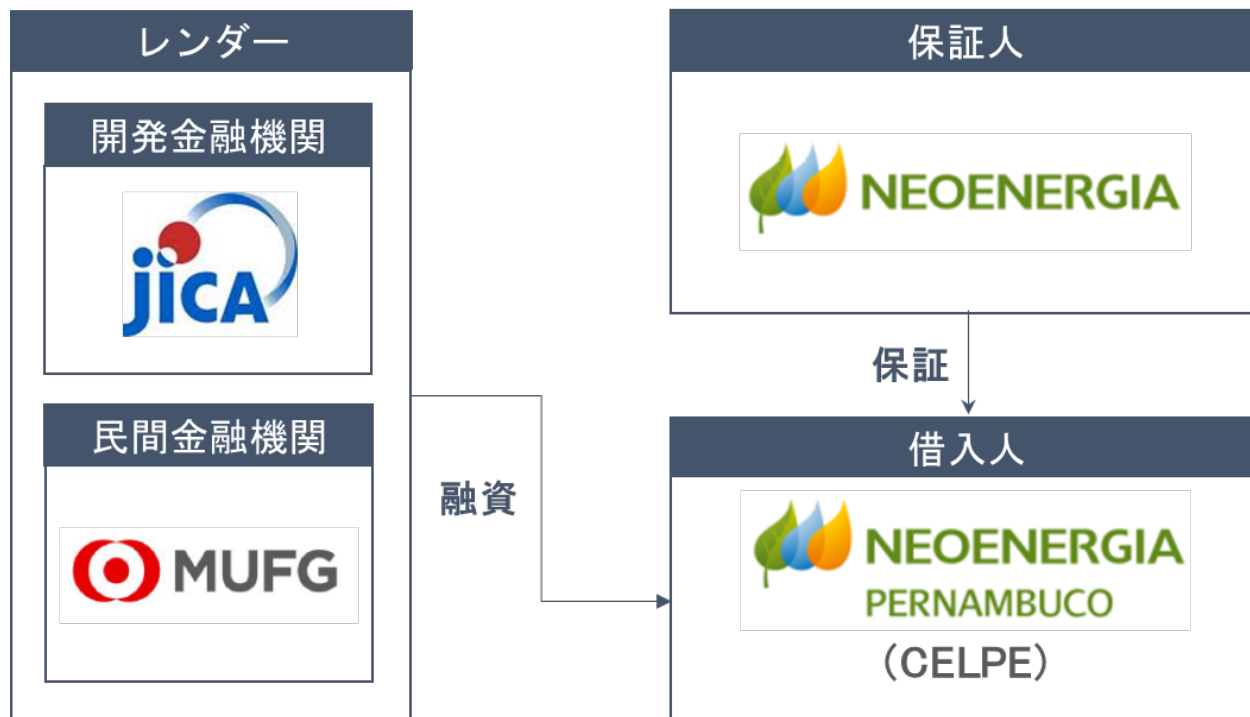 レンダー
開発金融機関
jica
民間金融機関
MUFG
融資
保証人
NEOENERGIA
保証
借入人
NEOENERGIA
PERNAMBUCO
（CELPE）